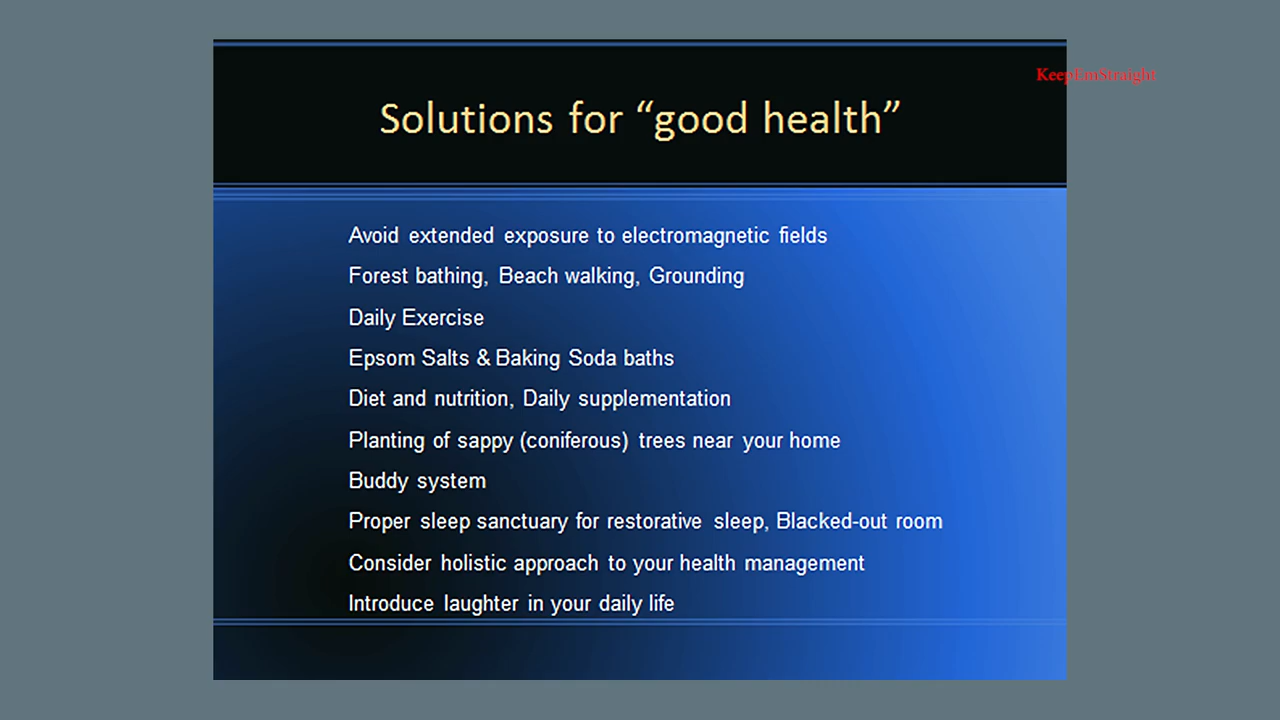 KeepEmStraight
Solutions for “good health”
Avoid extended exposure to electromagnetic fields
Forest bathing, Beach walking, Grounding
Daily Exercise
Epsom Salts & Baking Soda baths
Diet and nutrition, Daily supplementation
Planting of sappy (coniferous) trees near your home
Buddy system
Proper sleep sanctuary for restorative sleep, Blacked-out room
Consider holistic approach to your health management
Introduce laughter in your daily life